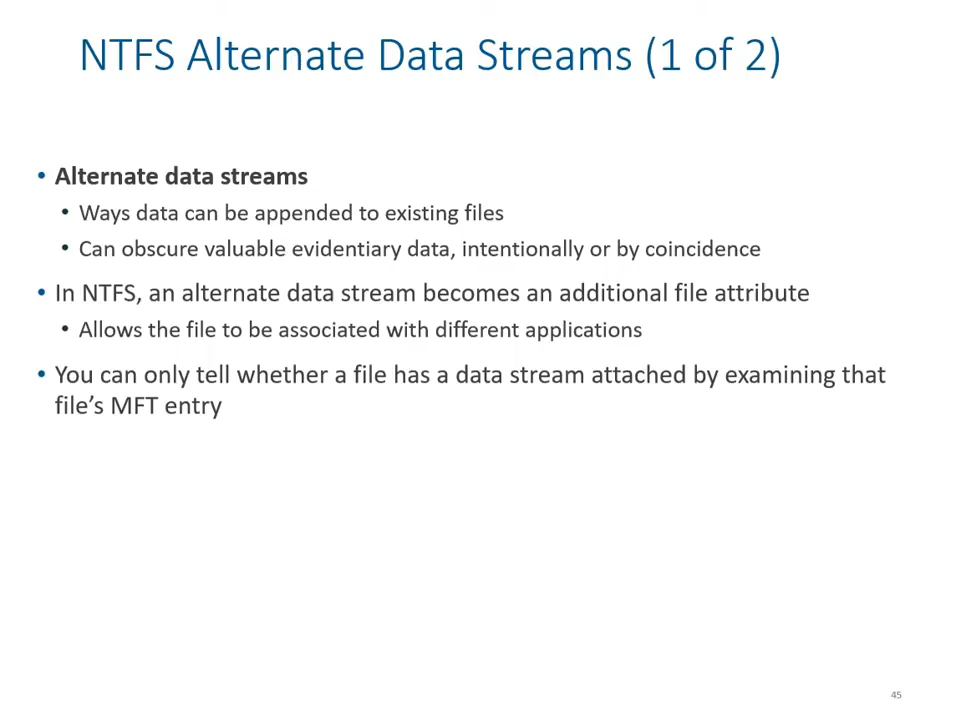 NTFS Alternate Data Streams (1 of 2)
• Alternate data streams
• Ways data can be appended to existing files
• Can obscure valuable evidentiary data, intentionally or by coincidence
• In NTFS, an alternate data stream becomes an additional file attribute
• Allows the file to be associated with different applications
• You can only tell whether a file has a data stream attached by examining that
file’s MFT entry
45